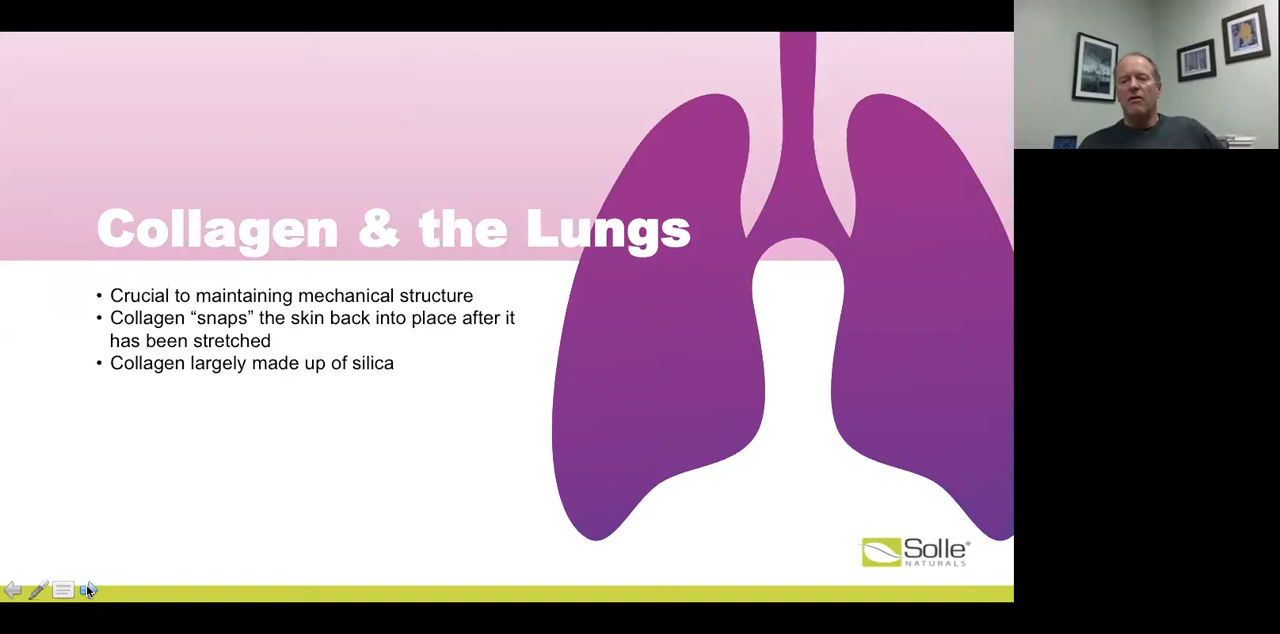 Collagen & the Lungs
• Crucial to maintaining mechanical structure
• Collagen “snaps” the skin back into place after it
has been stretched
• Collagen largely made up of silica
Solle®
NATURALS